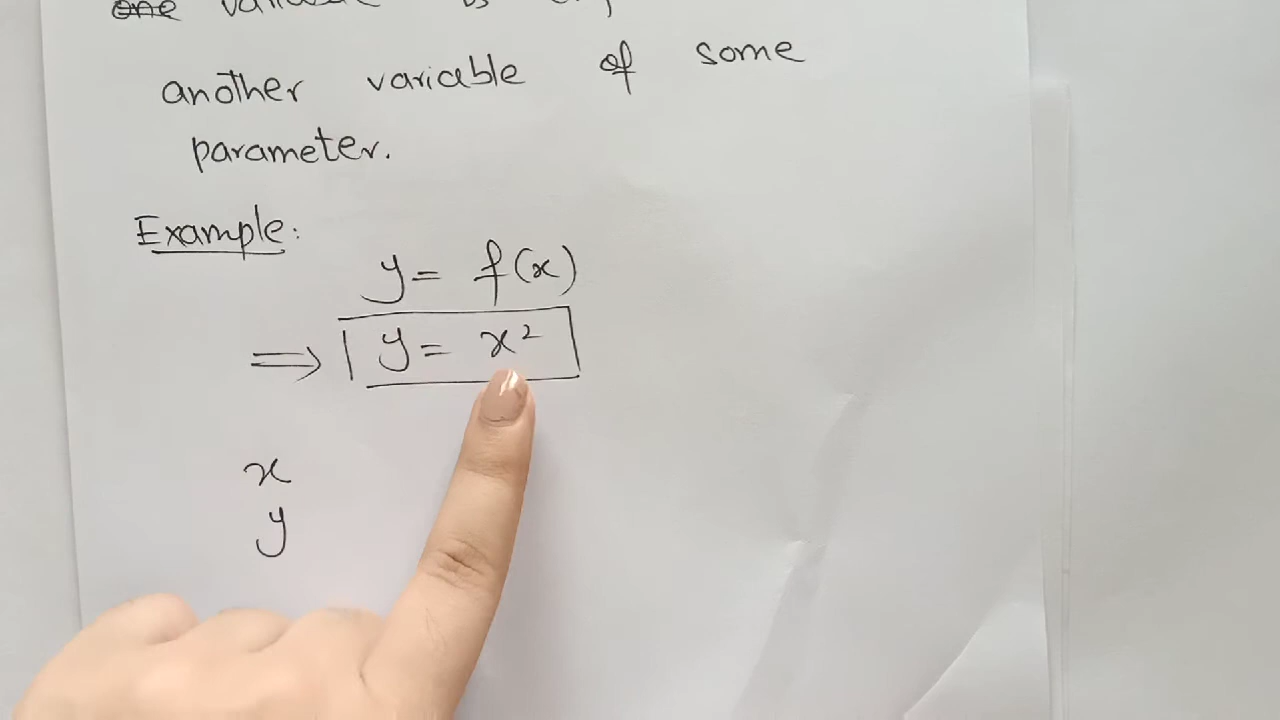 another variable of some
parameter.
Example:
y = f(x)
⟹ y = x²
x
y